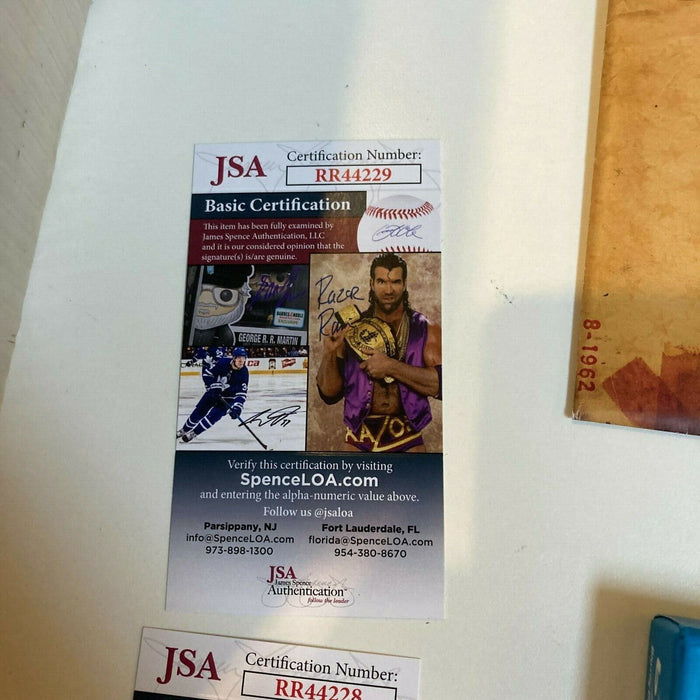 JSA
Certification Number:
RR44229
Basic Certification
This item has been fully examined by
James Spence Authentication, LLC
and it is our considered opinion that the
signature(s) is/are genuine.
GEORGE R. R. MARTIN
Razor
Ramon
RAZOR
Verify this certification by visiting
SpenceLOA.com
and entering the alpha-numeric value above.
Follow us @jsaloa
Parsippany, NJ
info@SpenceLOA.com
973-898-1300
Fort Lauderdale, FL
florida@SpenceLOA.com
954-380-8670
JSA
James Spence
Authentication
follow the leader
JSA
Certification Number:
RR44228
8-1962